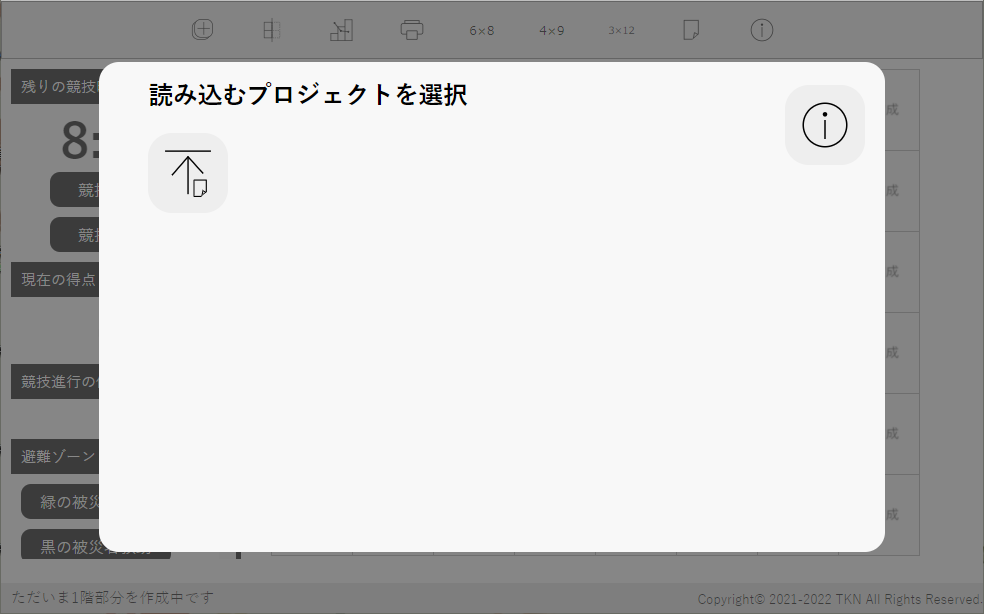 6×8 4×9 3×12
読み込むプロジェクトを選択
残りの競技
8:
競技
競技
現在の得点
競技進行の
避難ゾーン
緑の被災
黒の被災
成
成
成
成
成
成
ただいま1階部分を作成中です
Copyright© 2021-2022 TKN All Rights Reserved.